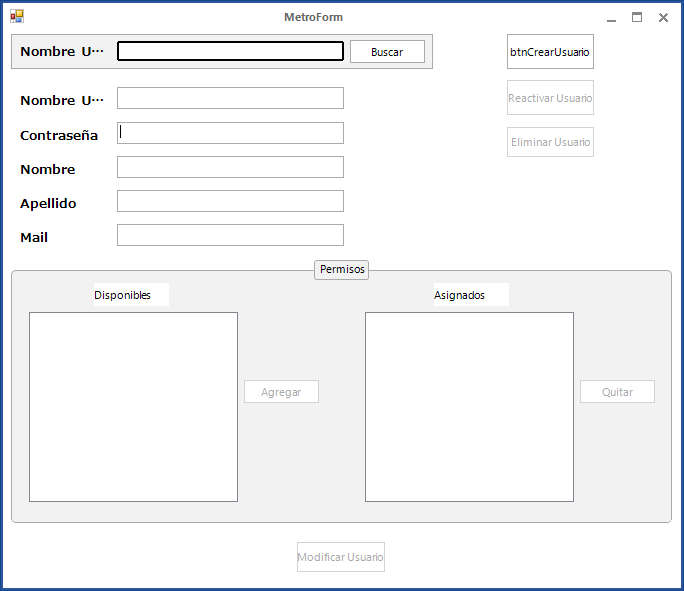 MetroForm
Nombre U…
Buscar
btnCrearUsuario
Nombre U…
Reactivar Usuario
Contraseña
Eliminar Usuario
Nombre
Apellido
Mail
Permisos
Disponibles
Asignados
Agregar
Quitar
Modificar Usuario